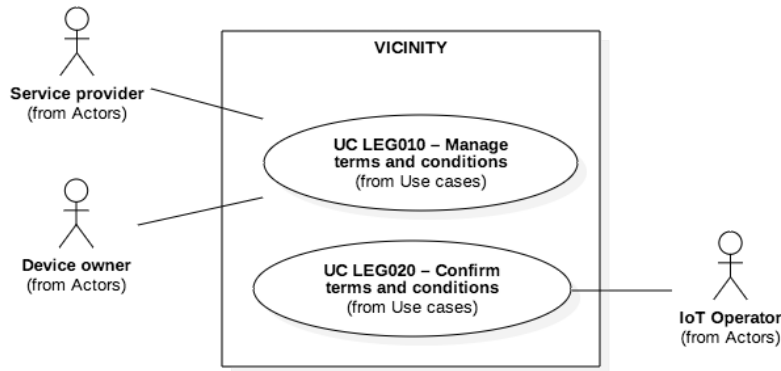 VICINITY
Service provider
(from Actors)
UC LEG010 – Manage
terms and conditions
(from Use cases)
Device owner
(from Actors)
UC LEG020 – Confirm
terms and conditions
(from Use cases)
IoT Operator
(from Actors)